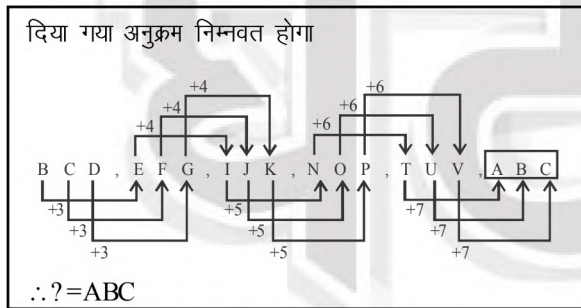 दिया गया अनुक्रम निम्नवत होगा
+4 +6
+4 +6
+4 +6
B C D , E F G , I J K , N O P , T U V , A B C
+3 +5 +7
+3 +5 +7
+3 +5 +7
∴ ? = ABC